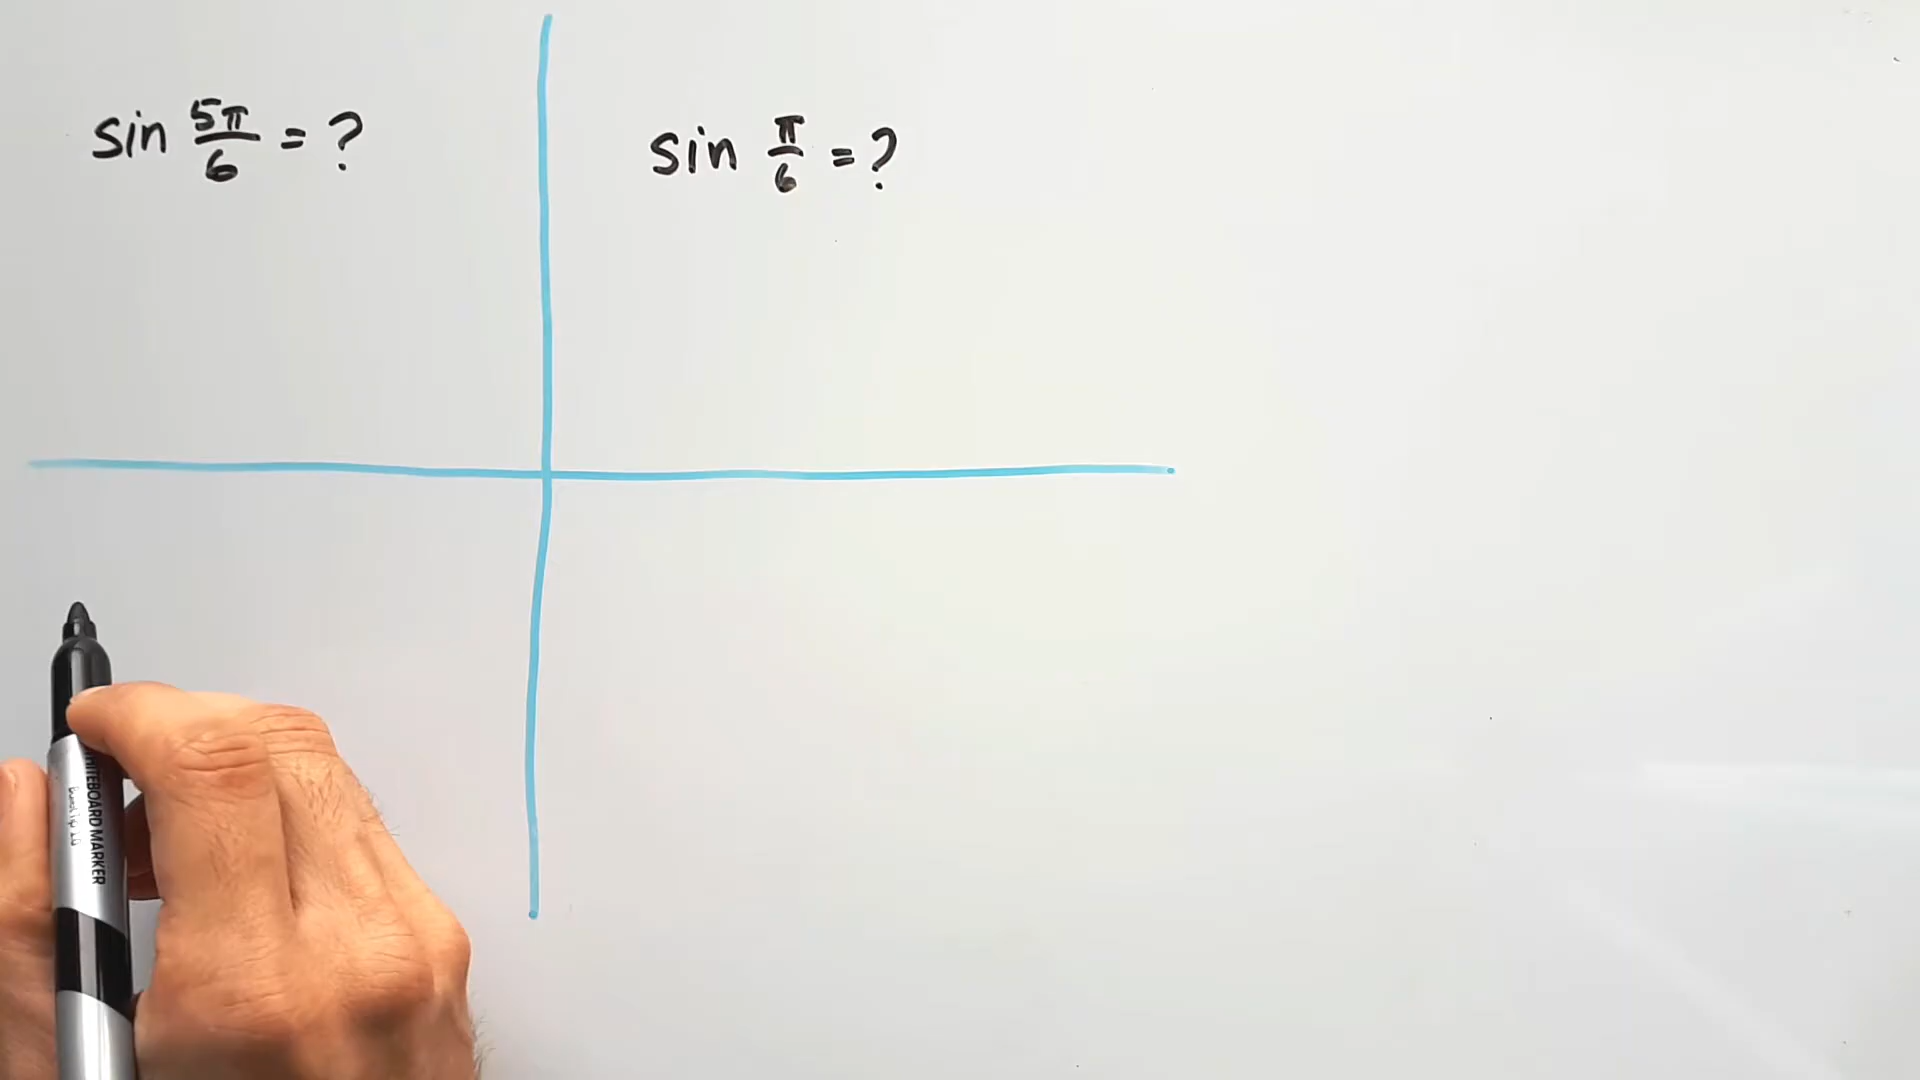 sin 5π/6 = ?
sin π/6 = ?
WHITEBOARD MARKER